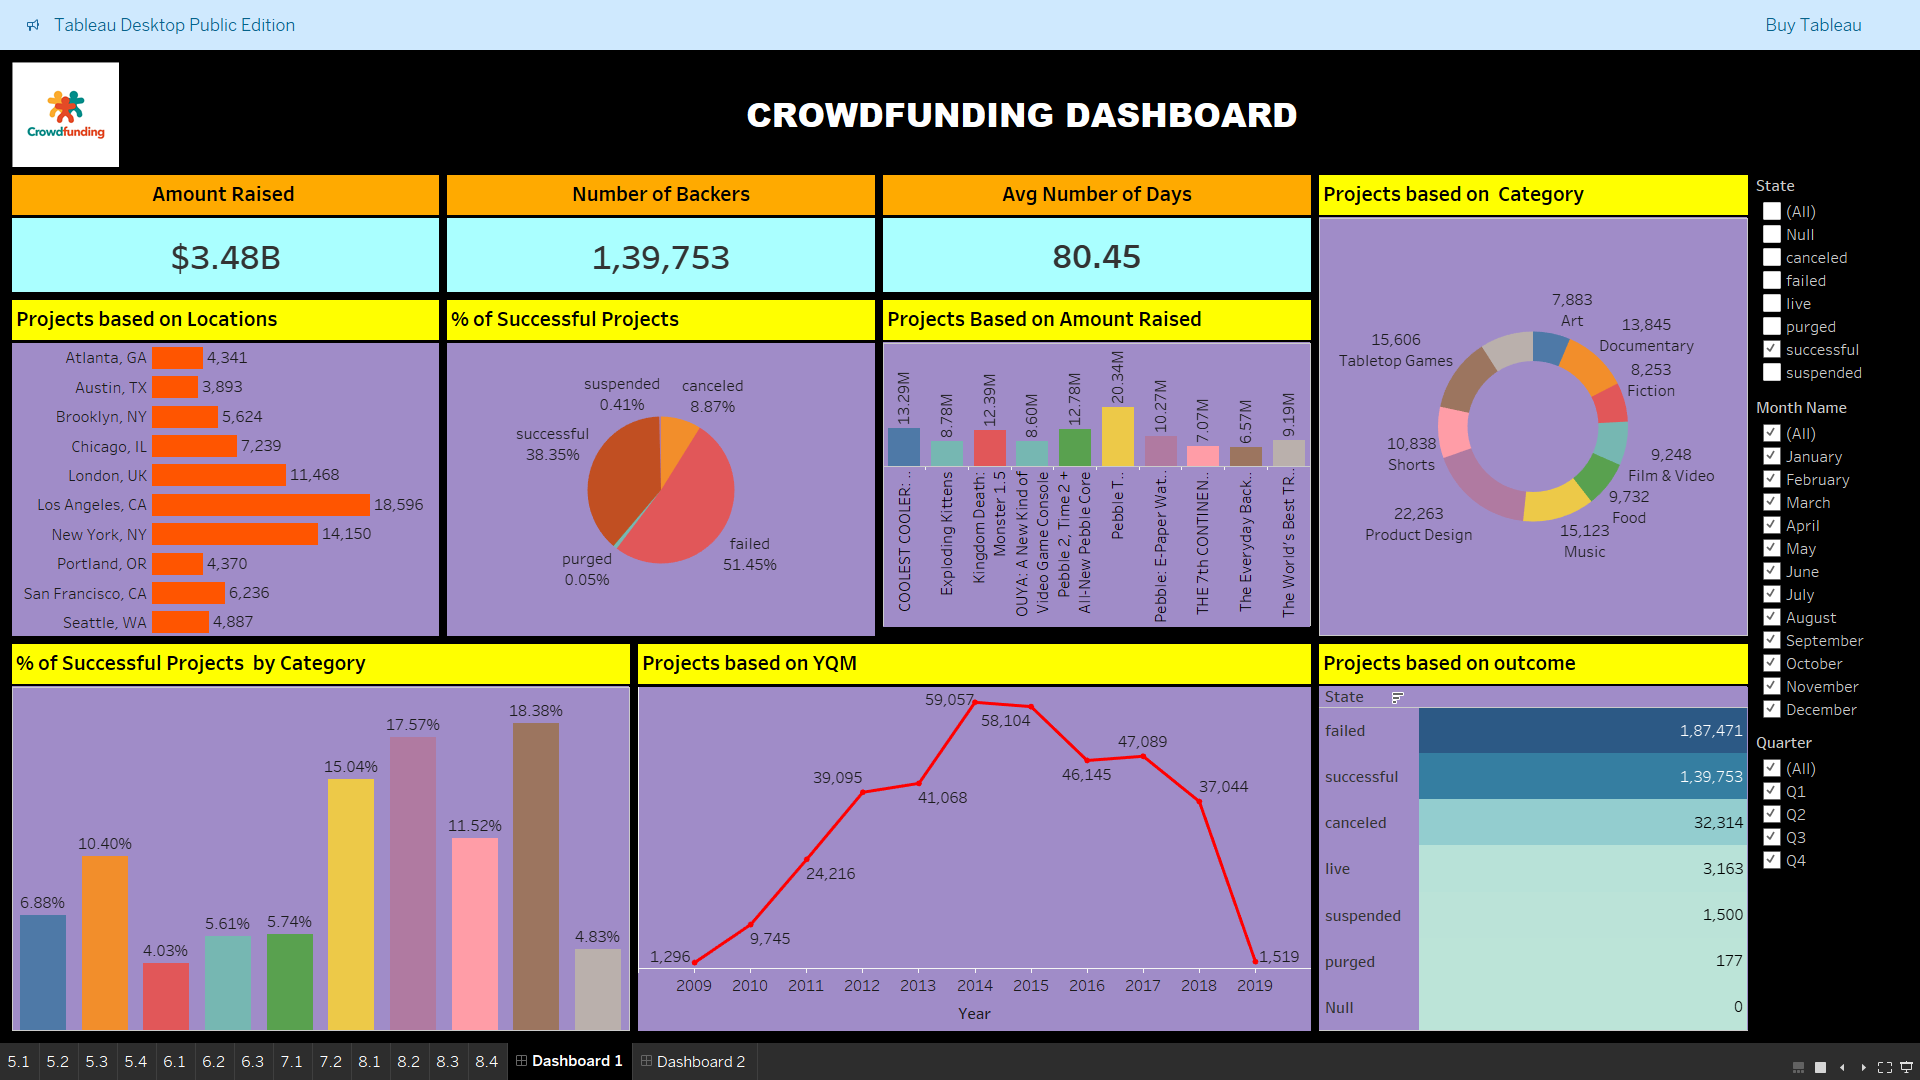 Tableau Desktop Public Edition
Buy Tableau
Crowdfunding
CROWDFUNDING DASHBOARD
Amount Raised
$3.48B
Number of Backers
1,39,753
Avg Number of Days
80.45
Projects based on Locations
Atlanta, GA 4,341
Austin, TX 3,893
Brooklyn, NY 5,624
Chicago, IL 7,239
London, UK 11,468
Los Angeles, CA 18,596
New York, NY 14,150
Portland, OR 4,370
San Francisco, CA 6,236
Seattle, WA 4,887
% of Successful Projects
suspended
0.41%
canceled
8.87%
successful
38.35%
failed
51.45%
purged
0.05%
Projects Based on Amount Raised
13.29M
8.78M
12.39M
8.60M
12.78M
20.34M
10.27M
7.07M
6.57M
9.19M
COOLEST COOLER: ..
Exploding Kittens
Kingdom Death:
Monster 1.5
OUYA: A New Kind of
Video Game Console
Pebble 2, Time 2 +
All-New Pebble Core
Pebble T..
Pebble: E-Paper Wat..
THE 7th CONTINEN..
The Everyday Back..
The World's Best TR..
Projects based on Category
7,883
Art
13,845
Documentary
8,253
Fiction
9,248
Film & Video
9,732
Food
15,123
Music
22,263
Product Design
10,838
Shorts
15,606
Tabletop Games
% of Successful Projects by Category
6.88%
10.40%
4.03%
5.61%
5.74%
15.04%
17.57%
11.52%
18.38%
4.83%
Projects based on YQM
1,296
9,745
24,216
39,095
41,068
59,057
58,104
46,145
47,089
37,044
1,519
2009 2010 2011 2012 2013 2014 2015 2016 2017 2018 2019
Year
Projects based on outcome
State
failed 1,87,471
successful 1,39,753
canceled 32,314
live 3,163
suspended 1,500
purged 177
Null 0
State
(All)
Null
canceled
failed
live
purged
successful
suspended
Month Name
(All)
January
February
March
April
May
June
July
August
September
October
November
December
Quarter
(All)
Q1
Q2
Q3
Q4
5.1 5.2 5.3 5.4 6.1 6.2 6.3 7.1 7.2 8.1 8.2 8.3 8.4 Dashboard 1 Dashboard 2